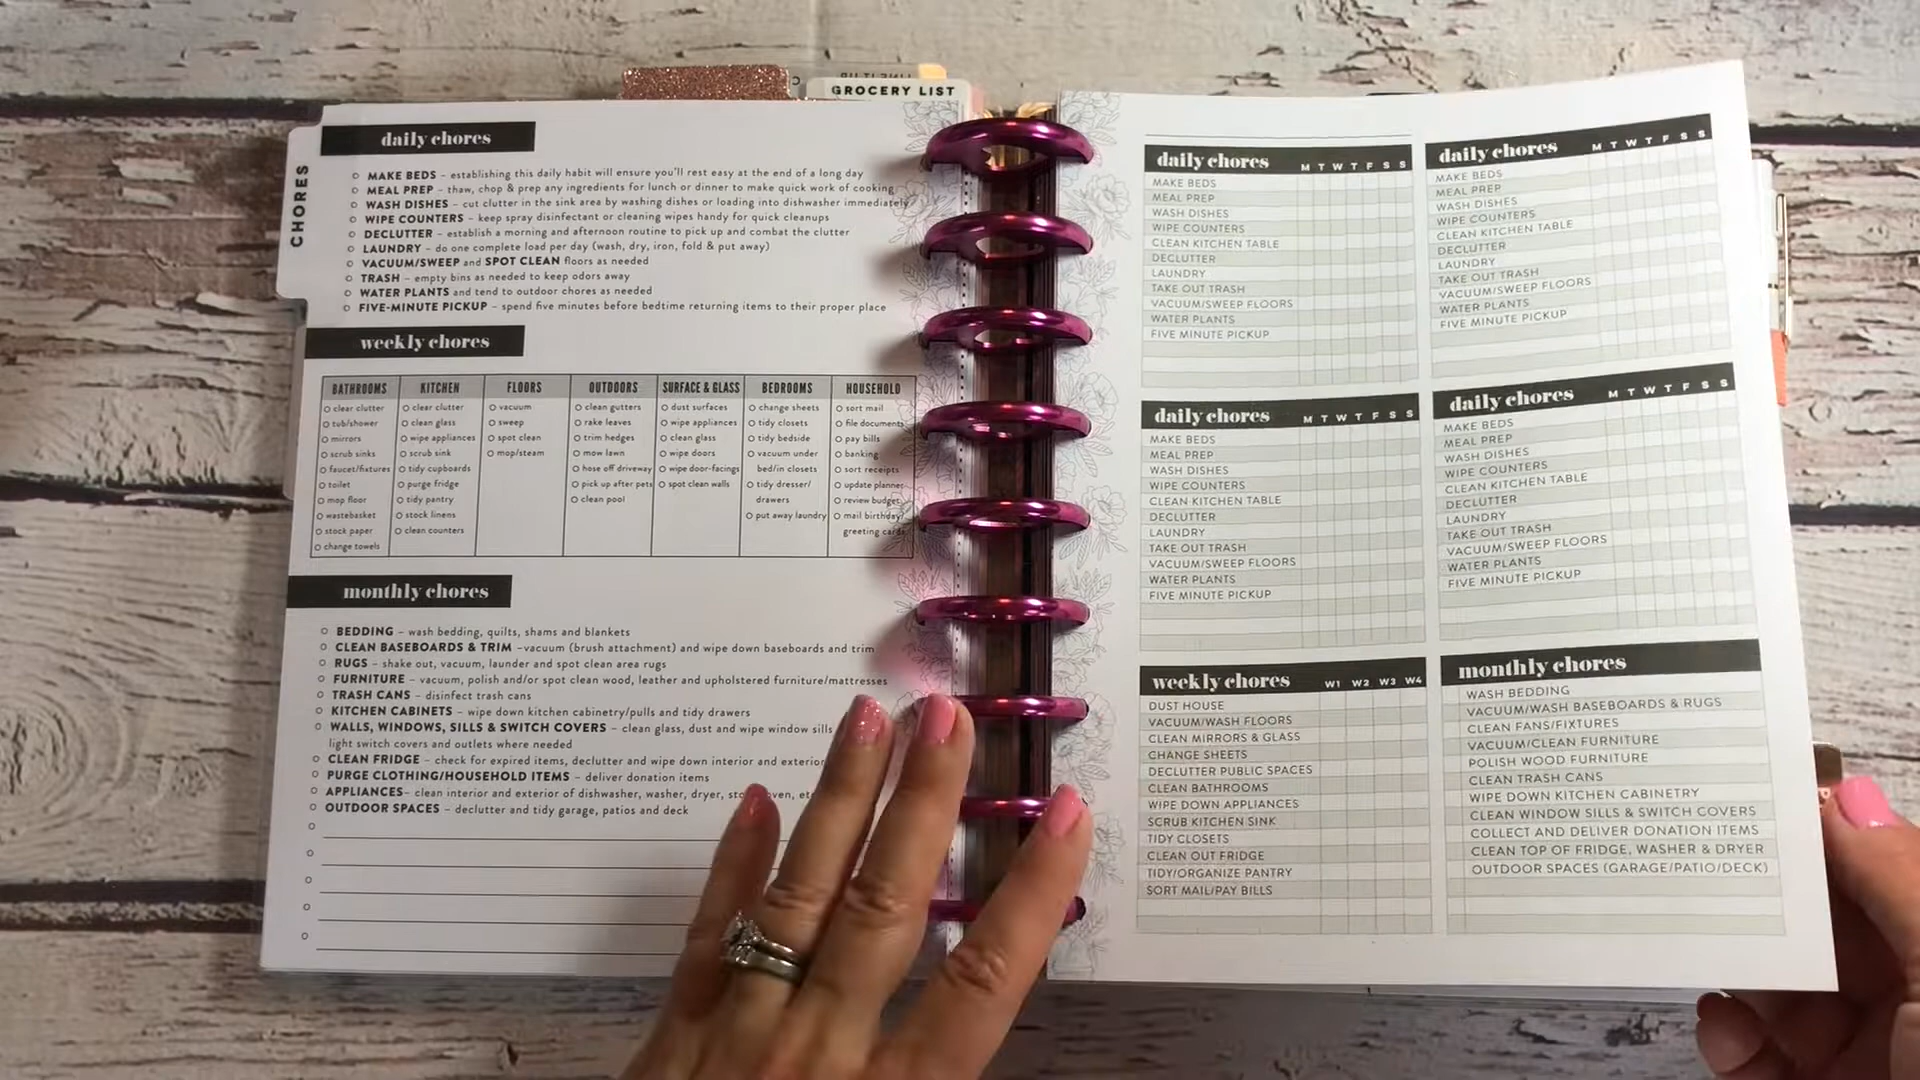 GROCERY LIST
CHORES
daily chores
MAKE BEDS – establishing this daily habit will ensure you'll rest easy at the end of a long day
MEAL PREP – thaw, chop & prep any ingredients for lunch or dinner to make quick work of cooking
WASH DISHES – cut clutter in the sink area by washing dishes or loading into dishwasher immediately
WIPE COUNTERS – keep spray disinfectant or cleaning wipes handy for quick cleanups
DECLUTTER – establish a morning and afternoon routine to pick up and combat the clutter
LAUNDRY – do one complete load per day (wash, dry, iron, fold & put away)
VACUUM/SWEEP and SPOT CLEAN floors as needed
TRASH – empty bins as needed to keep odors away
WATER PLANTS and tend to outdoor chores as needed
FIVE-MINUTE PICKUP – spend five minutes before bedtime returning items to their proper place
weekly chores
BATHROOMS
clear clutter
tub/shower
mirrors
scrub sinks
faucet/fixtures
toilet
mop floor
wastebasket
stock paper
change towels
KITCHEN
clear clutter
clean glass
wipe appliances
scrub sink
tidy cupboards
purge fridge
tidy pantry
stock linens
clean counters
FLOORS
vacuum
sweep
spot clean
mop/steam
OUTDOORS
clean gutters
rake leaves
trim hedges
mow lawn
hose off driveway
pick up after pets
clean pool
SURFACE & GLASS
dust surfaces
wipe appliances
clean glass
wipe doors
wipe door-facings
spot clean walls
BEDROOMS
change sheets
tidy closets
tidy bedside
vacuum under
bed/in closets
tidy dresser/
drawers
put away laundry
HOUSEHOLD
sort mail
file documents
pay bills
banking
sort receipts
update planner
review budget
mail birthday/
greeting cards
monthly chores
BEDDING – wash bedding, quilts, shams and blankets
CLEAN BASEBOARDS & TRIM –vacuum (brush attachment) and wipe down baseboards and trim
RUGS – shake out, vacuum, launder and spot clean area rugs
FURNITURE – vacuum, polish and/or spot clean wood, leather and upholstered furniture/mattresses
TRASH CANS – disinfect trash cans
KITCHEN CABINETS – wipe down kitchen cabinetry/pulls and tidy drawers
WALLS, WINDOWS, SILLS & SWITCH COVERS – clean glass, dust and wipe window sills
light switch covers and outlets where needed
CLEAN FRIDGE – check for expired items, declutter and wipe down interior and exterior
PURGE CLOTHING/HOUSEHOLD ITEMS – deliver donation items
APPLIANCES– clean interior and exterior of dishwasher, washer, dryer,
OUTDOOR SPACES – declutter and tidy garage, patios and deck
daily chores M T W T F S S
MAKE BEDS
MEAL PREP
WASH DISHES
WIPE COUNTERS
CLEAN KITCHEN TABLE
DECLUTTER
LAUNDRY
TAKE OUT TRASH
VACUUM/SWEEP FLOORS
WATER PLANTS
FIVE MINUTE PICKUP
daily chores M T W T F S S
MAKE BEDS
MEAL PREP
WASH DISHES
WIPE COUNTERS
CLEAN KITCHEN TABLE
DECLUTTER
LAUNDRY
TAKE OUT TRASH
VACUUM/SWEEP FLOORS
WATER PLANTS
FIVE MINUTE PICKUP
daily chores M T W T F S S
MAKE BEDS
MEAL PREP
WASH DISHES
WIPE COUNTERS
CLEAN KITCHEN TABLE
DECLUTTER
LAUNDRY
TAKE OUT TRASH
VACUUM/SWEEP FLOORS
WATER PLANTS
FIVE MINUTE PICKUP
daily chores M T W T F S S
MAKE BEDS
MEAL PREP
WASH DISHES
WIPE COUNTERS
CLEAN KITCHEN TABLE
DECLUTTER
LAUNDRY
TAKE OUT TRASH
VACUUM/SWEEP FLOORS
WATER PLANTS
FIVE MINUTE PICKUP
weekly chores W1 W2 W3 W4
DUST HOUSE
VACUUM/WASH FLOORS
CLEAN MIRRORS & GLASS
CHANGE SHEETS
DECLUTTER PUBLIC SPACES
CLEAN BATHROOMS
WIPE DOWN APPLIANCES
SCRUB KITCHEN SINK
TIDY CLOSETS
CLEAN OUT FRIDGE
TIDY/ORGANIZE PANTRY
SORT MAIL/PAY BILLS
monthly chores
WASH BEDDING
VACUUM/WASH BASEBOARDS & RUGS
CLEAN FANS/FIXTURES
VACUUM/CLEAN FURNITURE
POLISH WOOD FURNITURE
CLEAN TRASH CANS
WIPE DOWN KITCHEN CABINETRY
CLEAN WINDOW SILLS & SWITCH COVERS
COLLECT AND DELIVER DONATION ITEMS
CLEAN TOP OF FRIDGE, WASHER & DRYER
OUTDOOR SPACES (GARAGE/PATIO/DECK)